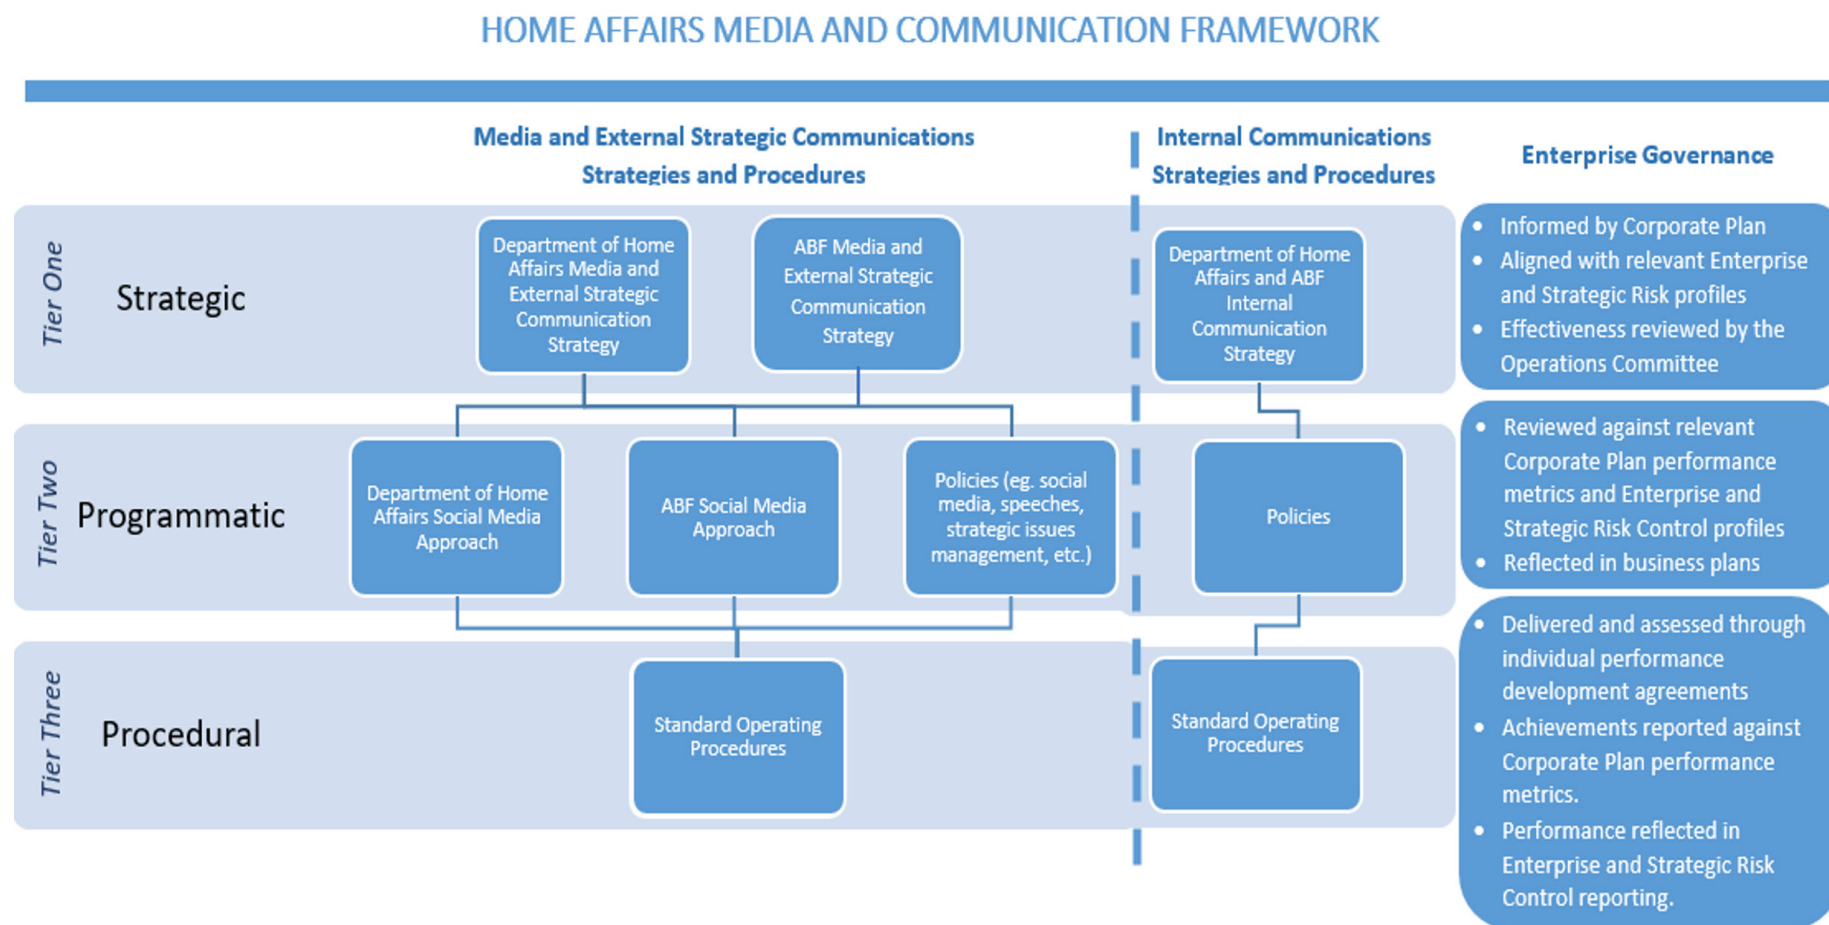 HOME AFFAIRS MEDIA AND COMMUNICATION FRAMEWORK
Media and External Strategic Communications
Strategies and Procedures
Internal Communications
Strategies and Procedures
Enterprise Governance
Tier One
Strategic
Department of Home
Affairs Media and
External Strategic
Communication
Strategy
ABF Media and
External Strategic
Communication
Strategy
Department of Home
Affairs and ABF
Internal
Communication
Strategy
• Informed by Corporate Plan
• Aligned with relevant Enterprise
and Strategic Risk profiles
• Effectiveness reviewed by the
Operations Committee
Tier Two
Programmatic
Department of Home
Affairs Social Media
Approach
ABF Social Media
Approach
Policies (eg. social
media, speeches,
strategic issues
management, etc.)
Policies
• Reviewed against relevant
Corporate Plan performance
metrics and Enterprise and
Strategic Risk Control profiles
• Reflected in business plans
Tier Three
Procedural
Standard Operating
Procedures
Standard Operating
Procedures
• Delivered and assessed through
individual performance
development agreements
• Achievements reported against
Corporate Plan performance
metrics.
• Performance reflected in
Enterprise and Strategic Risk
Control reporting.